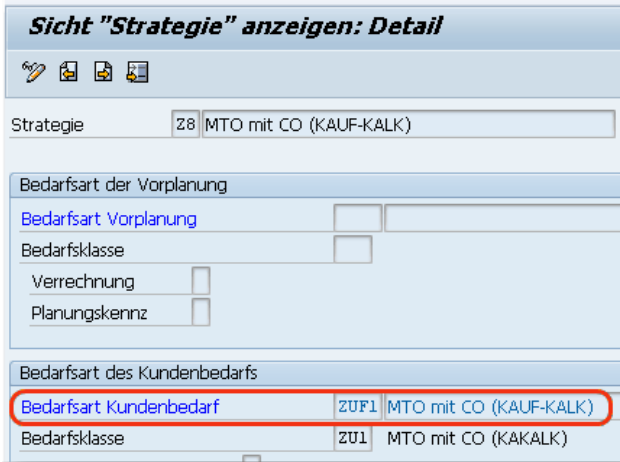 Sicht "Strategie" anzeigen: Detail
Strategie Z8 MTO mit CO (KAUF-KALK)
Bedarfsart der Vorplanung
Bedarfsart Vorplanung
Bedarfsklasse
Verrechnung
Planungskennz
Bedarfsart des Kundenbedarfs
Bedarfsart Kundenbedarf ZUF1 MTO mit CO (KAUF-KALK)
Bedarfsklasse ZU1 MTO mit CO (KAKALK)